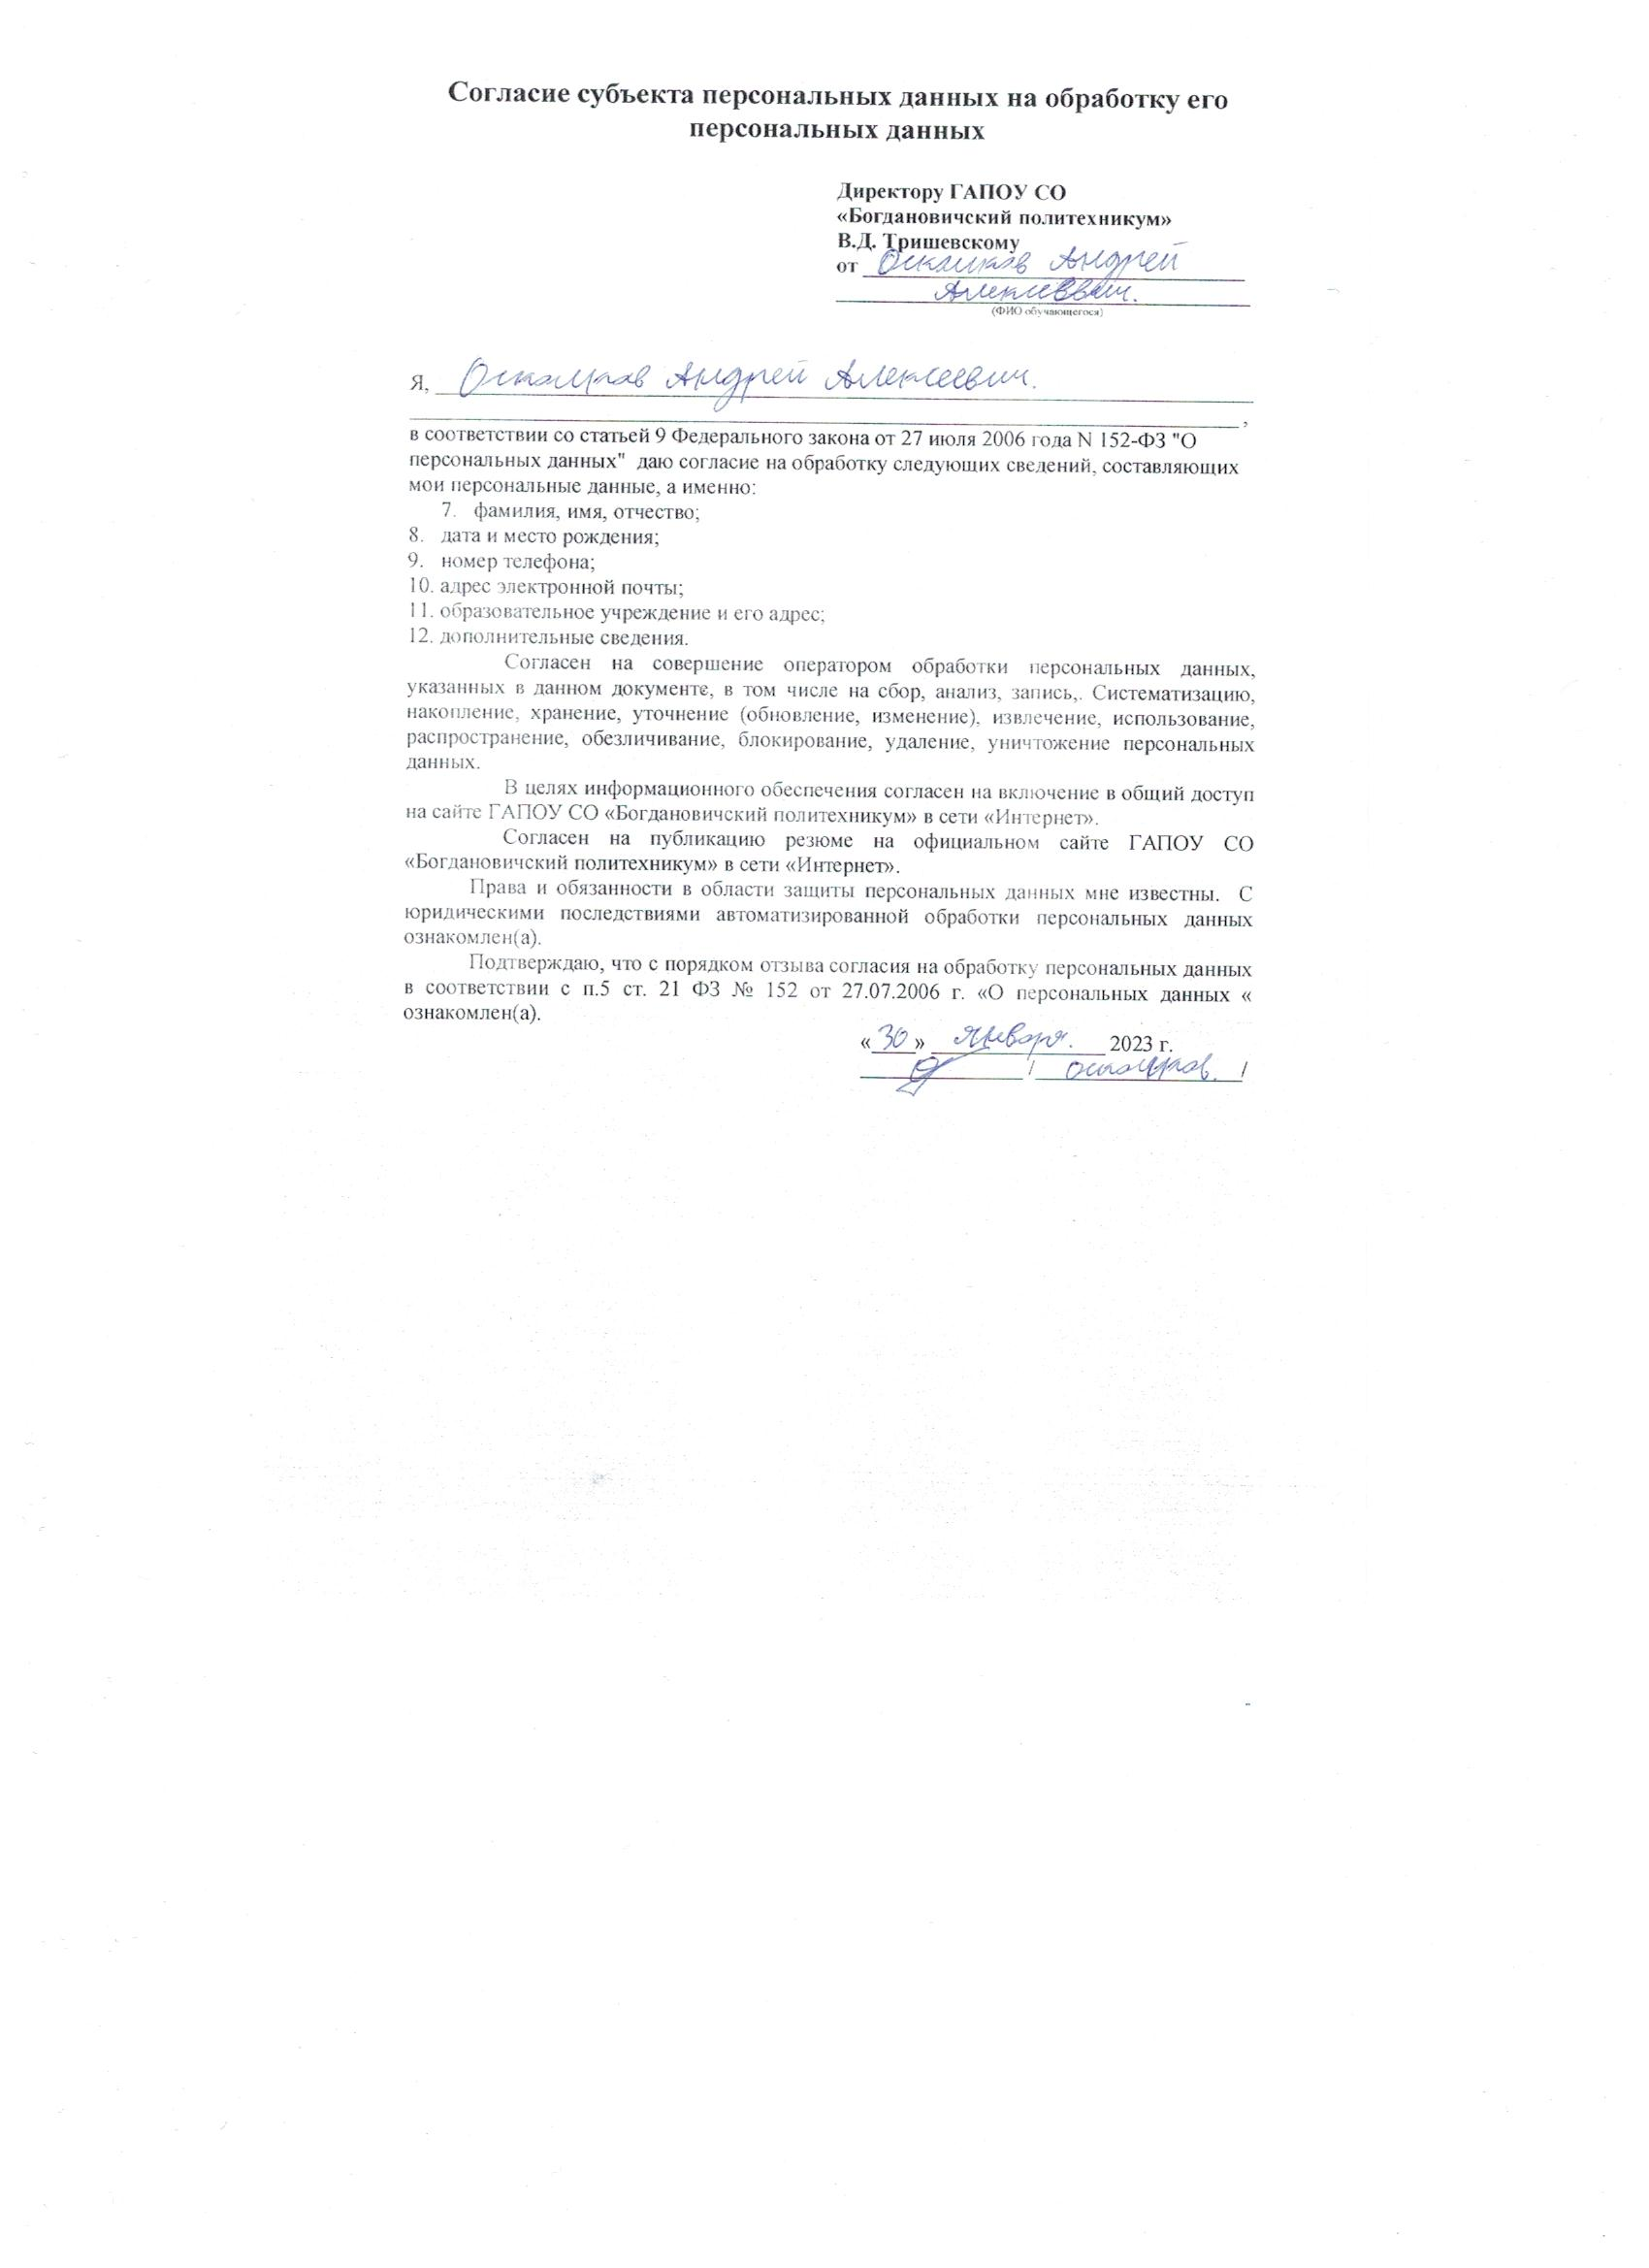 Согласие субъекта персональных данных на обработку его
персональных данных
Директору ГАПОУ СО
«Богдановичский политехникум»
В.Д. Тришевскому
от Осколков Андрей
Алексеевич.
(ФИО обучающегося)
Я, Осколков Андрей Алексеевич.
,
в соответствии со статьей 9 Федерального закона от 27 июля 2006 года N 152-ФЗ "О
персональных данных" даю согласие на обработку следующих сведений, составляющих
мои персональные данные, а именно:
7. фамилия, имя, отчество;
8. дата и место рождения;
9. номер телефона;
10. адрес электронной почты;
11. образовательное учреждение и его адрес;
12. дополнительные сведения.
Согласен на совершение оператором обработки персональных данных,
указанных в данном документе, в том числе на сбор, анализ, запись,. Систематизацию,
накопление, хранение, уточнение (обновление, изменение), извлечение, использование,
распространение, обезличивание, блокирование, удаление, уничтожение персональных
данных.
В целях информационного обеспечения согласен на включение в общий доступ
на сайте ГАПОУ СО «Богдановичский политехникум» в сети «Интернет».
Согласен на публикацию резюме на официальном сайте ГАПОУ СО
«Богдановичский политехникум» в сети «Интернет».
Права и обязанности в области защиты персональных данных мне известны. С
юридическими последствиями автоматизированной обработки персональных данных
ознакомлен(а).
Подтверждаю, что с порядком отзыва согласия на обработку персональных данных
в соответствии с п.5 ст. 21 ФЗ № 152 от 27.07.2006 г. «О персональных данных «
ознакомлен(а).
«30» Января. 2023 г.
/ Осколков. /